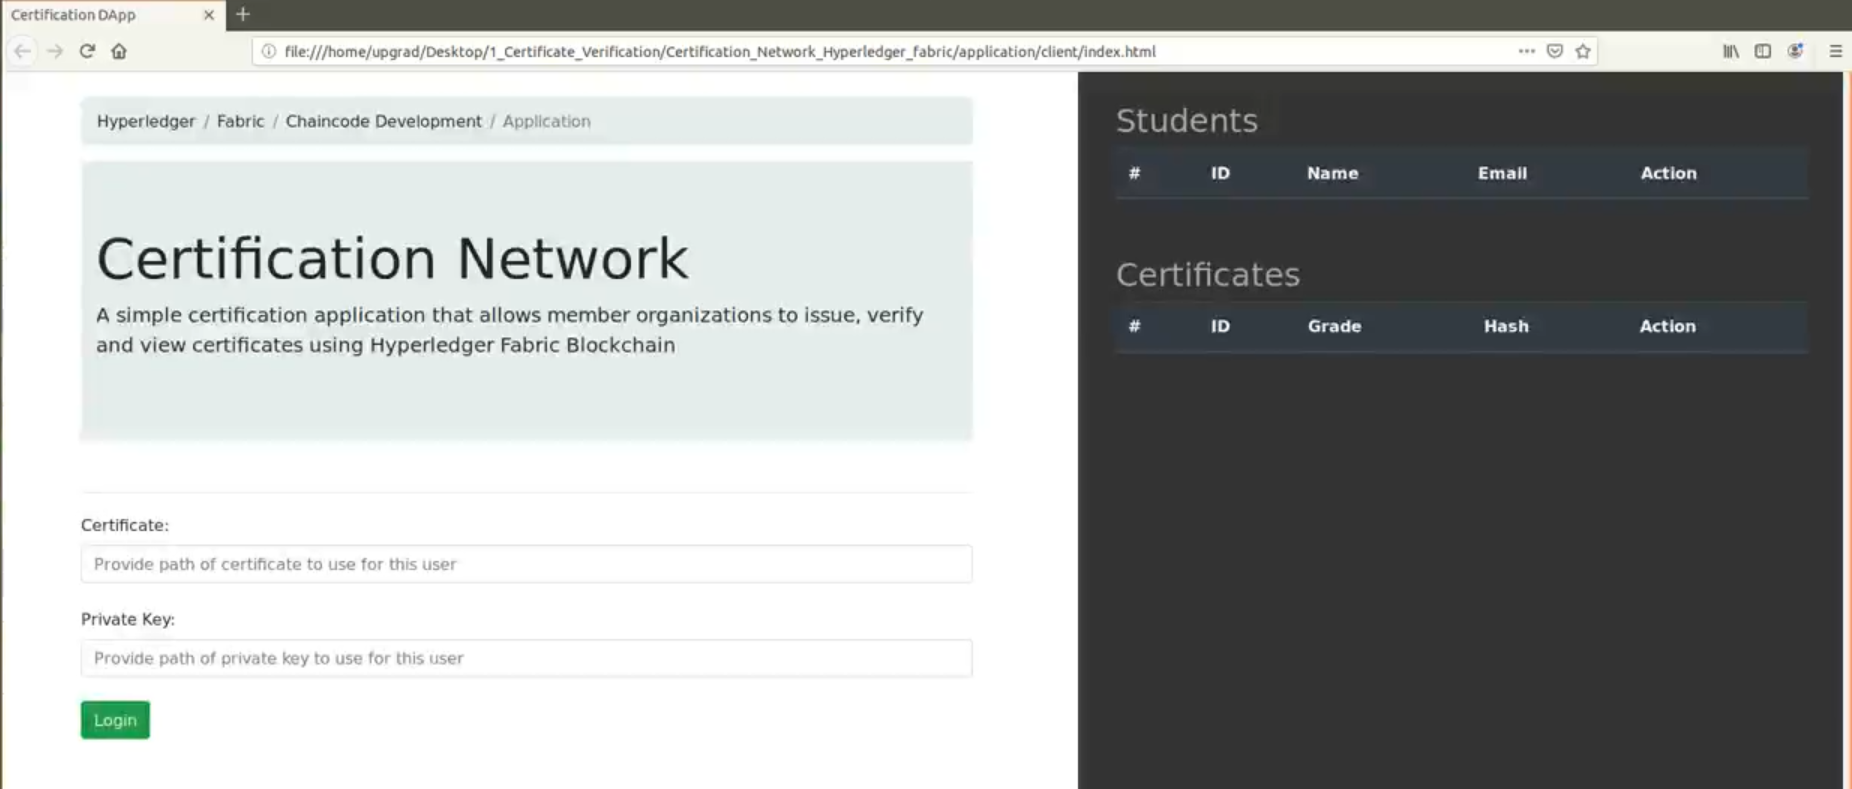 Certification DApp
file:///home/upgrad/Desktop/1_Certificate_Verification/Certification_Network_Hyperledger_fabric/application/client/index.html
Hyperledger / Fabric / Chaincode Development / Application
Certification Network
A simple certification application that allows member organizations to issue, verify
and view certificates using Hyperledger Fabric Blockchain
Certificate:
Provide path of certificate to use for this user
Private Key:
Provide path of private key to use for this user
Login
Students
# ID Name Email Action
Certificates
# ID Grade Hash Action